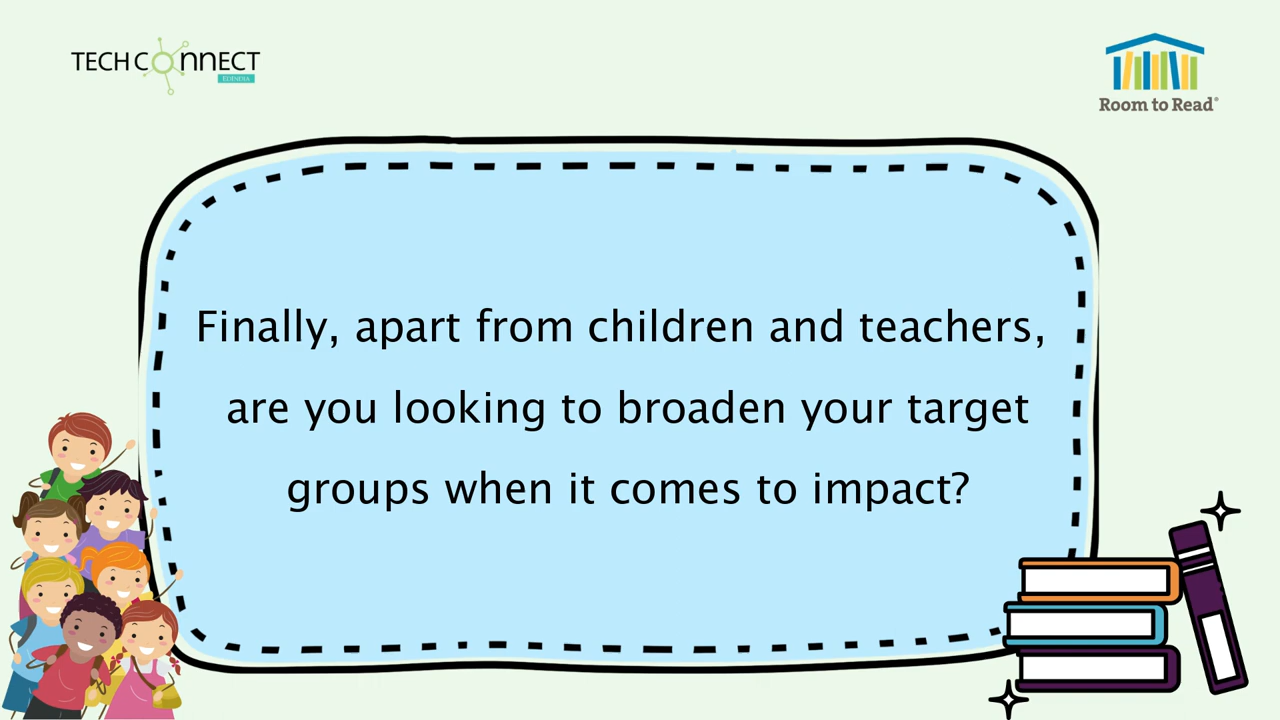 TECH CONNECT
EDINDIA
Room to Read®
Finally, apart from children and teachers,
are you looking to broaden your target
groups when it comes to impact?